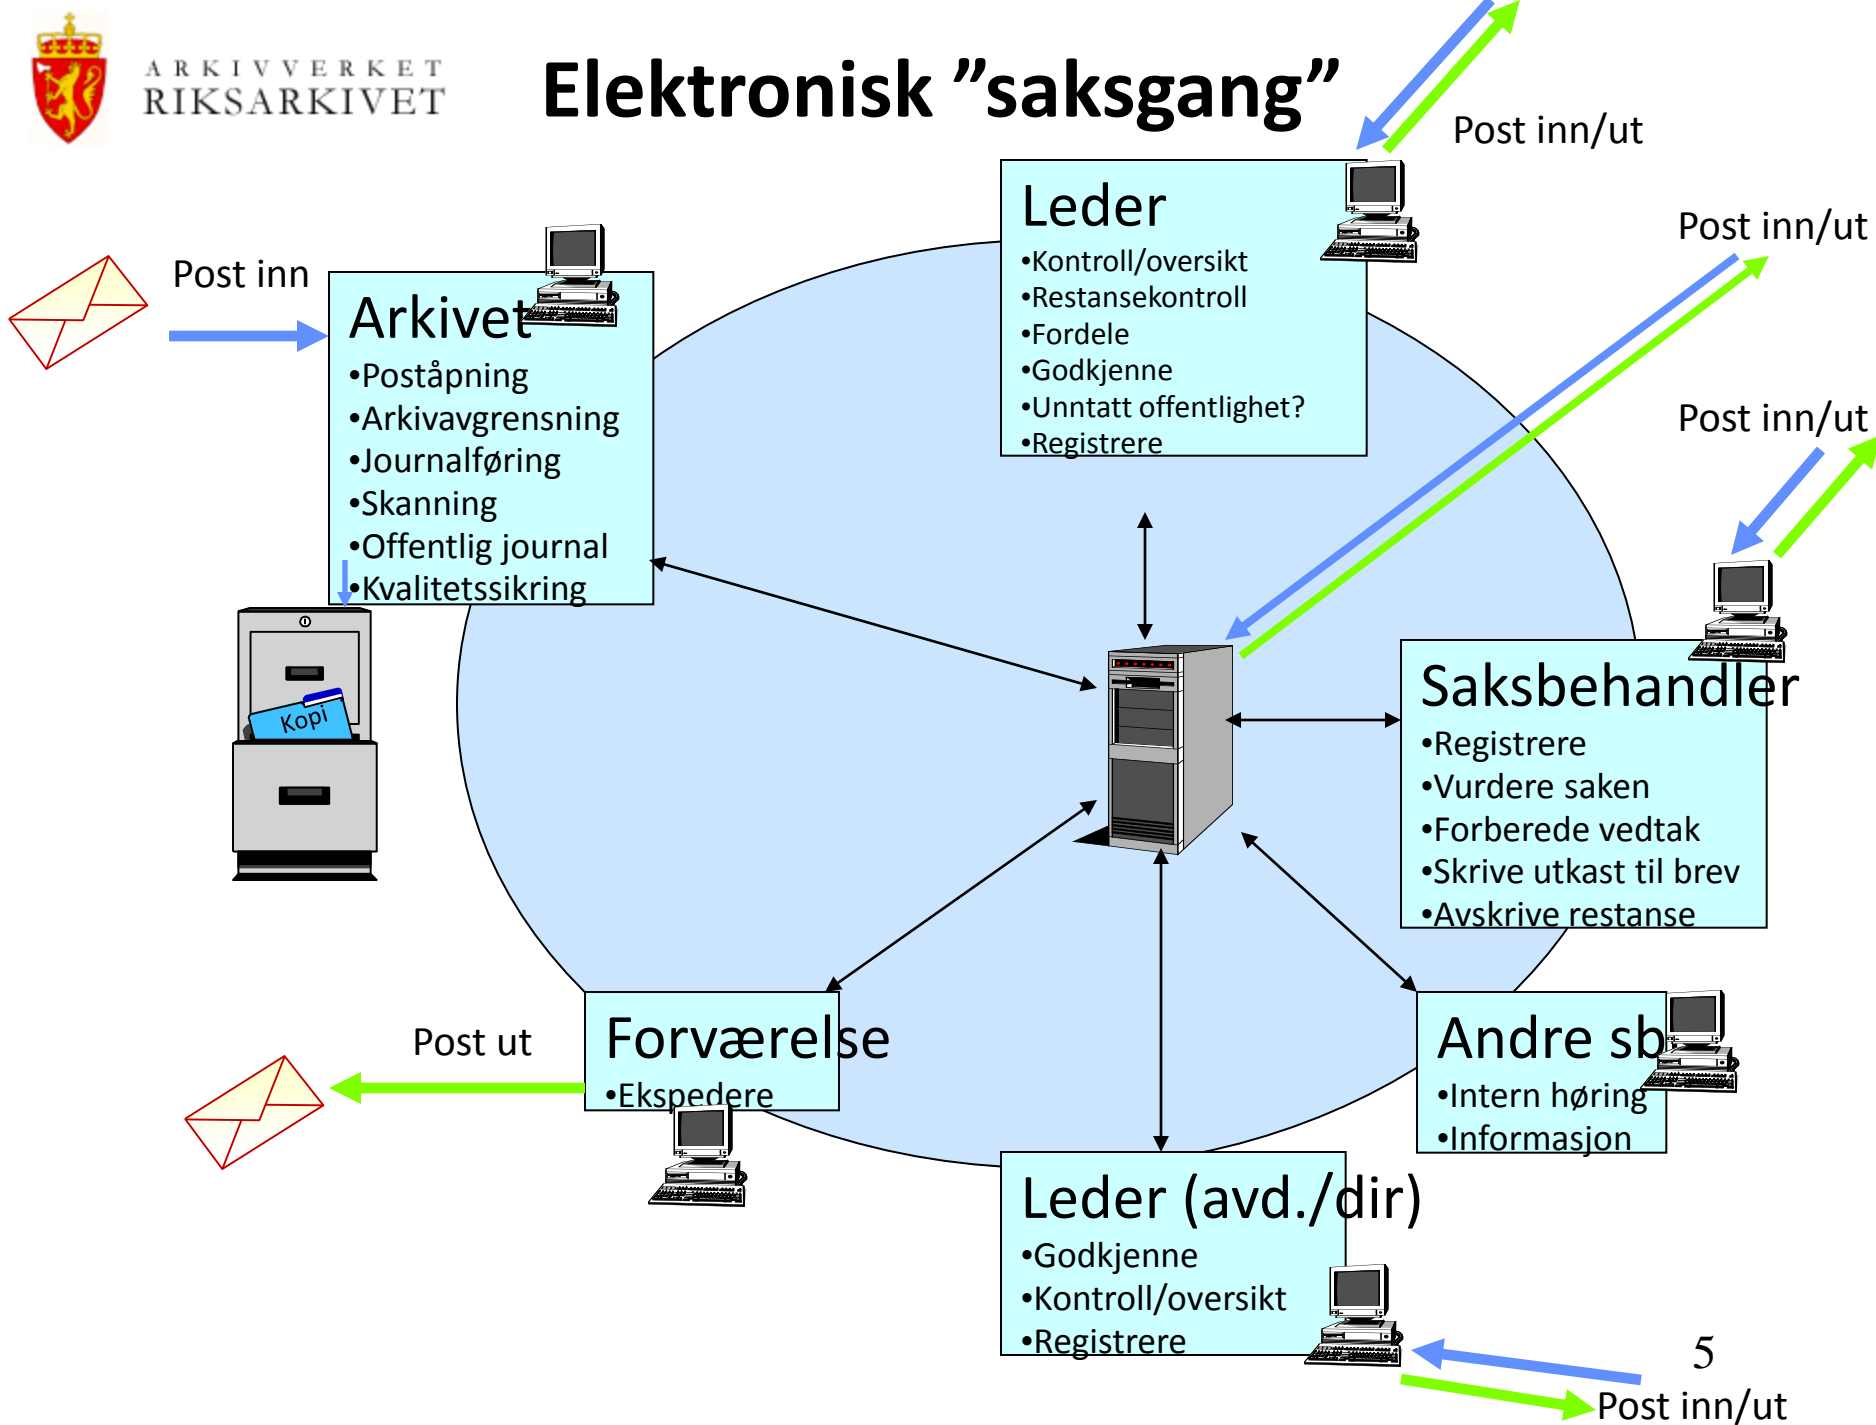 ARKIVVERKET
RIKSARKIVET
Elektronisk ”saksgang”
Post inn/ut
Leder
•Kontroll/oversikt
•Restansekontroll
•Fordele
•Godkjenne
•Unntatt offentlighet?
•Registrere
Post inn/ut
Post inn
Arkivet
•Poståpning
•Arkivavgrensning
•Journalføring
•Skanning
•Offentlig journal
•Kvalitetssikring
Post inn/ut
Kopi
Saksbehandler
•Registrere
•Vurdere saken
•Forberede vedtak
•Skrive utkast til brev
•Avskrive restanse
Post ut
Forværelse
•Ekspedere
Andre sb
•Intern høring
•Informasjon
Leder (avd./dir)
•Godkjenne
•Kontroll/oversikt
•Registrere
5
Post inn/ut